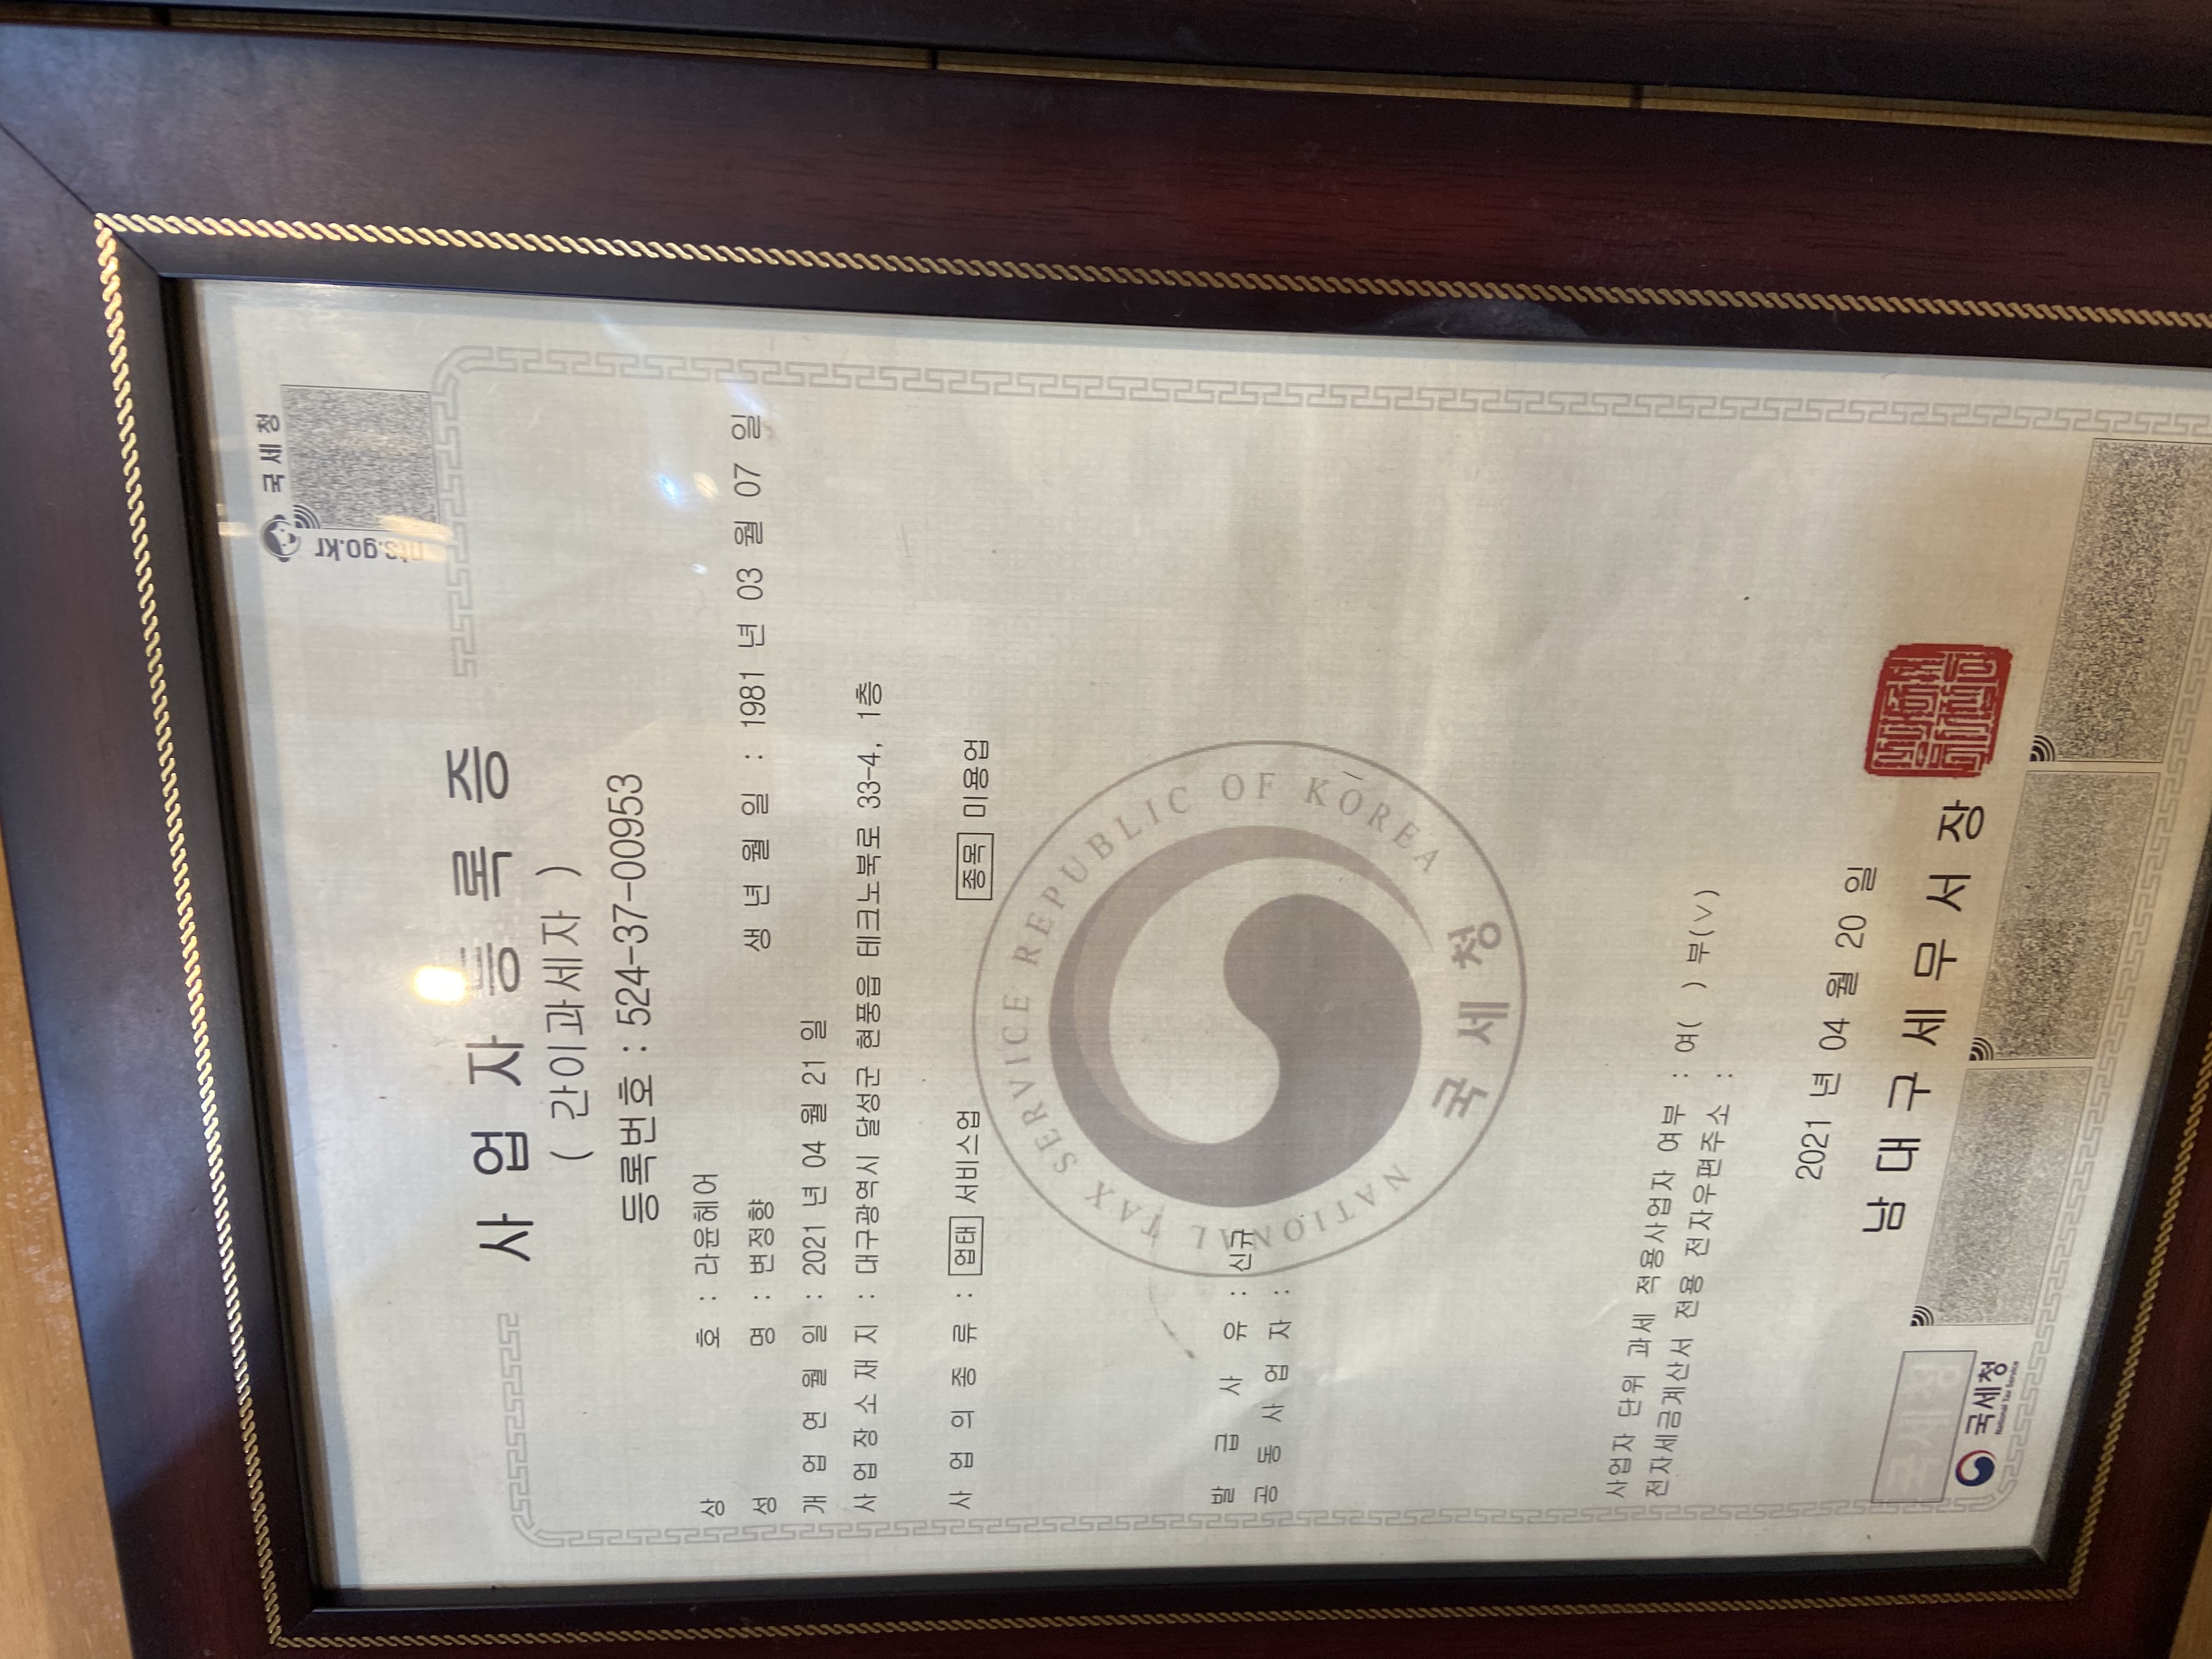 국세청
nts.go.kr
사업자등록증
( 간이과세자 )
등록번호 : 524-37-00953
상 호 : 라윤헤어
성 명 : 변정향 생 년 월 일 : 1981 년 03 월 07 일
개 업 연 월 일 : 2021 년 04 월 21 일
사 업 장 소 재 지 : 대구광역시 달성군 현풍읍 테크노북로 33-4, 1층
사 업 의 종 류 : 업태 서비스업 종목 미용업
NATIONAL TAX SERVICE REPUBLIC OF KOREA
국세청
발 급 사 유 : 신규
공 동 사 업 자 :
사업자 단위 과세 적용사업자 여부 : 여( ) 부(∨)
전자세금계산서 전용 전자우편주소 :
2021 년 04 월 20 일
남 대 구 세 무 서 장
국세청
국세청
National Tax Service